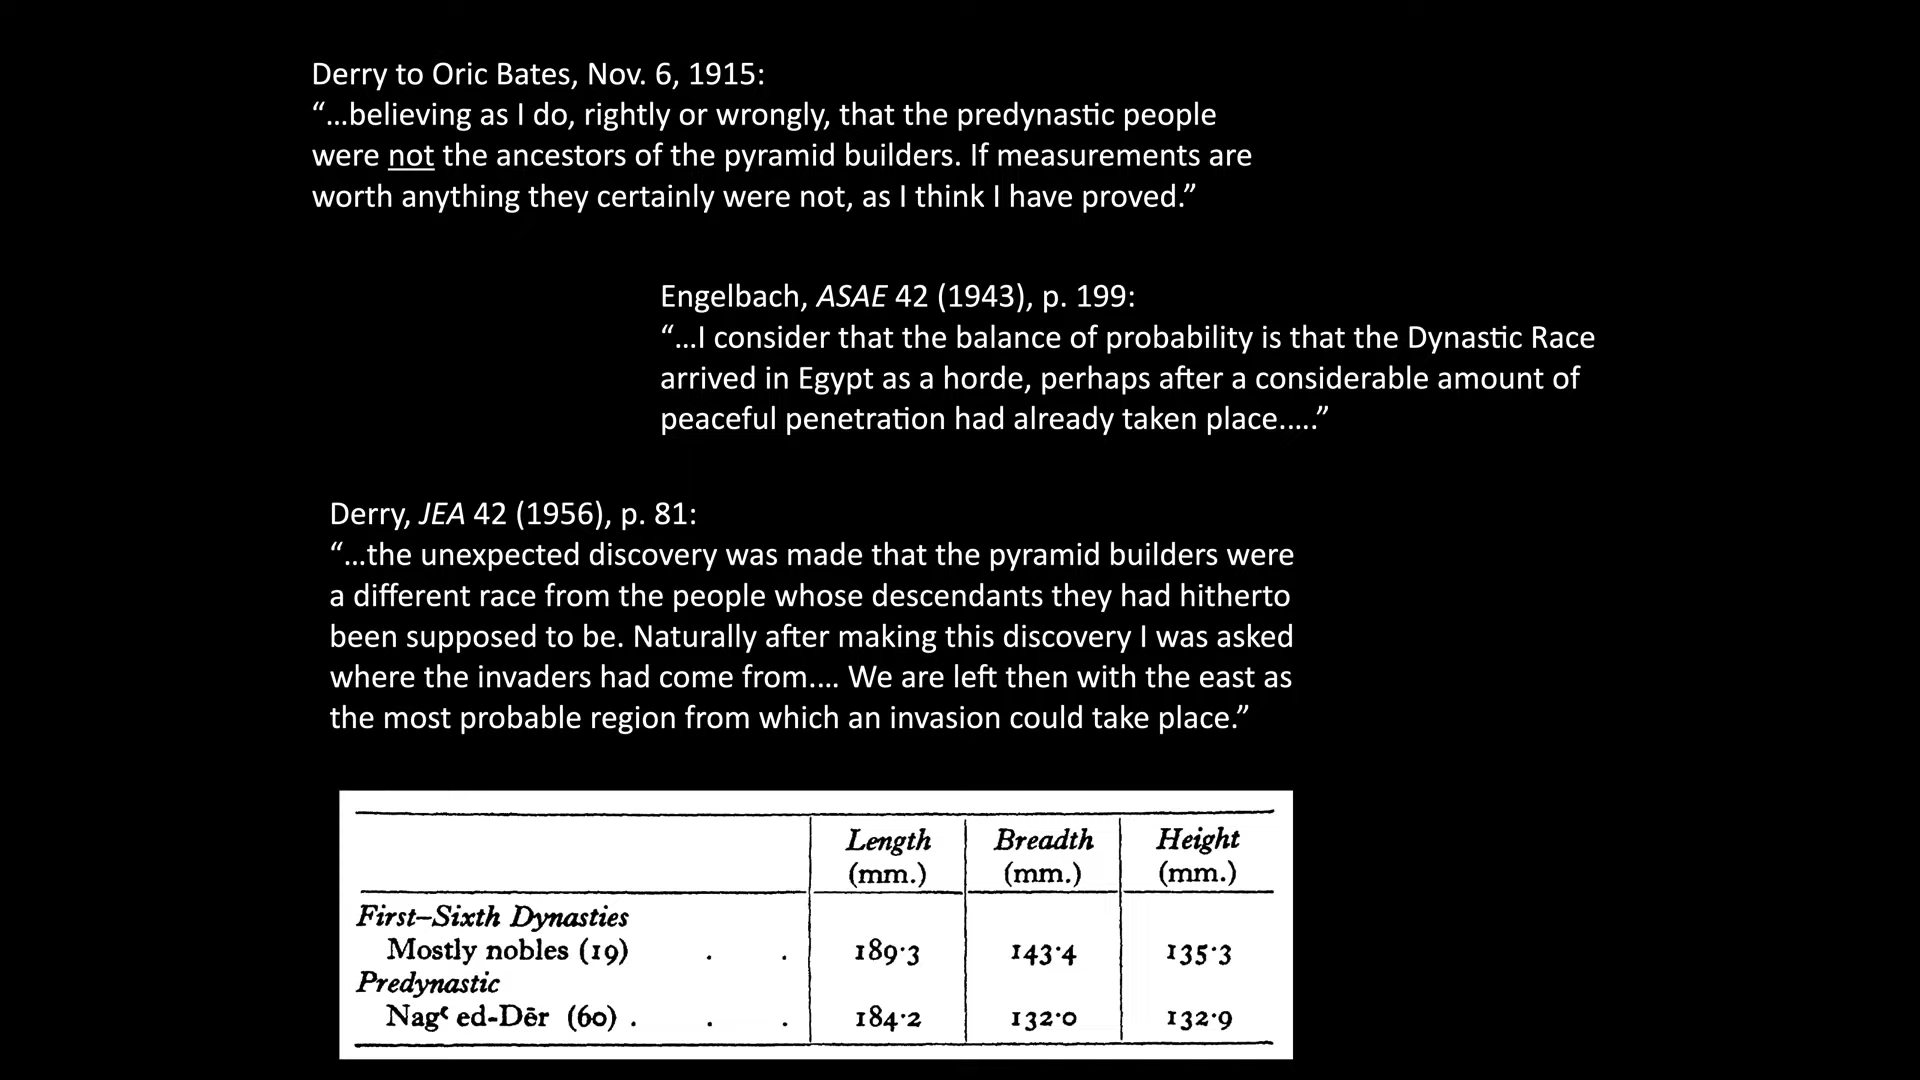 Derry to Oric Bates, Nov. 6, 1915:
“…believing as I do, rightly or wrongly, that the predynastic people
were not the ancestors of the pyramid builders. If measurements are
worth anything they certainly were not, as I think I have proved.”
Engelbach, ASAE 42 (1943), p. 199:
“…I consider that the balance of probability is that the Dynastic Race
arrived in Egypt as a horde, perhaps after a considerable amount of
peaceful penetration had already taken place…..”
Derry, JEA 42 (1956), p. 81:
“…the unexpected discovery was made that the pyramid builders were
a different race from the people whose descendants they had hitherto
been supposed to be. Naturally after making this discovery I was asked
where the invaders had come from…. We are left then with the east as
the most probable region from which an invasion could take place.”
Length Breadth Height
(mm.) (mm.) (mm.)
First–Sixth Dynasties
Mostly nobles (19) . . 189·3 143·4 135·3
Predynastic
Nagʿ ed-Dēr (60) . . . 184·2 132·0 132·9